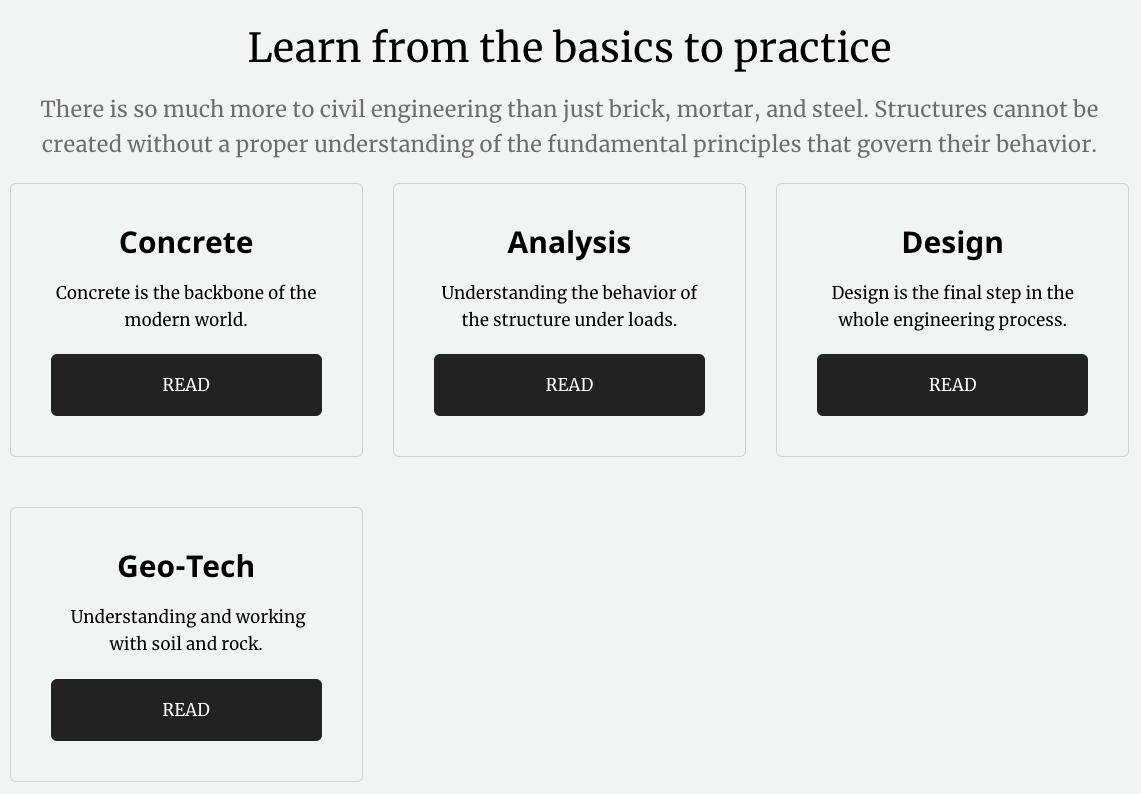 Learn from the basics to practice
There is so much more to civil engineering than just brick, mortar, and steel. Structures cannot be
created without a proper understanding of the fundamental principles that govern their behavior.
Concrete
Concrete is the backbone of the
modern world.
READ
Analysis
Understanding the behavior of
the structure under loads.
READ
Design
Design is the final step in the
whole engineering process.
READ
Geo-Tech
Understanding and working
with soil and rock.
READ